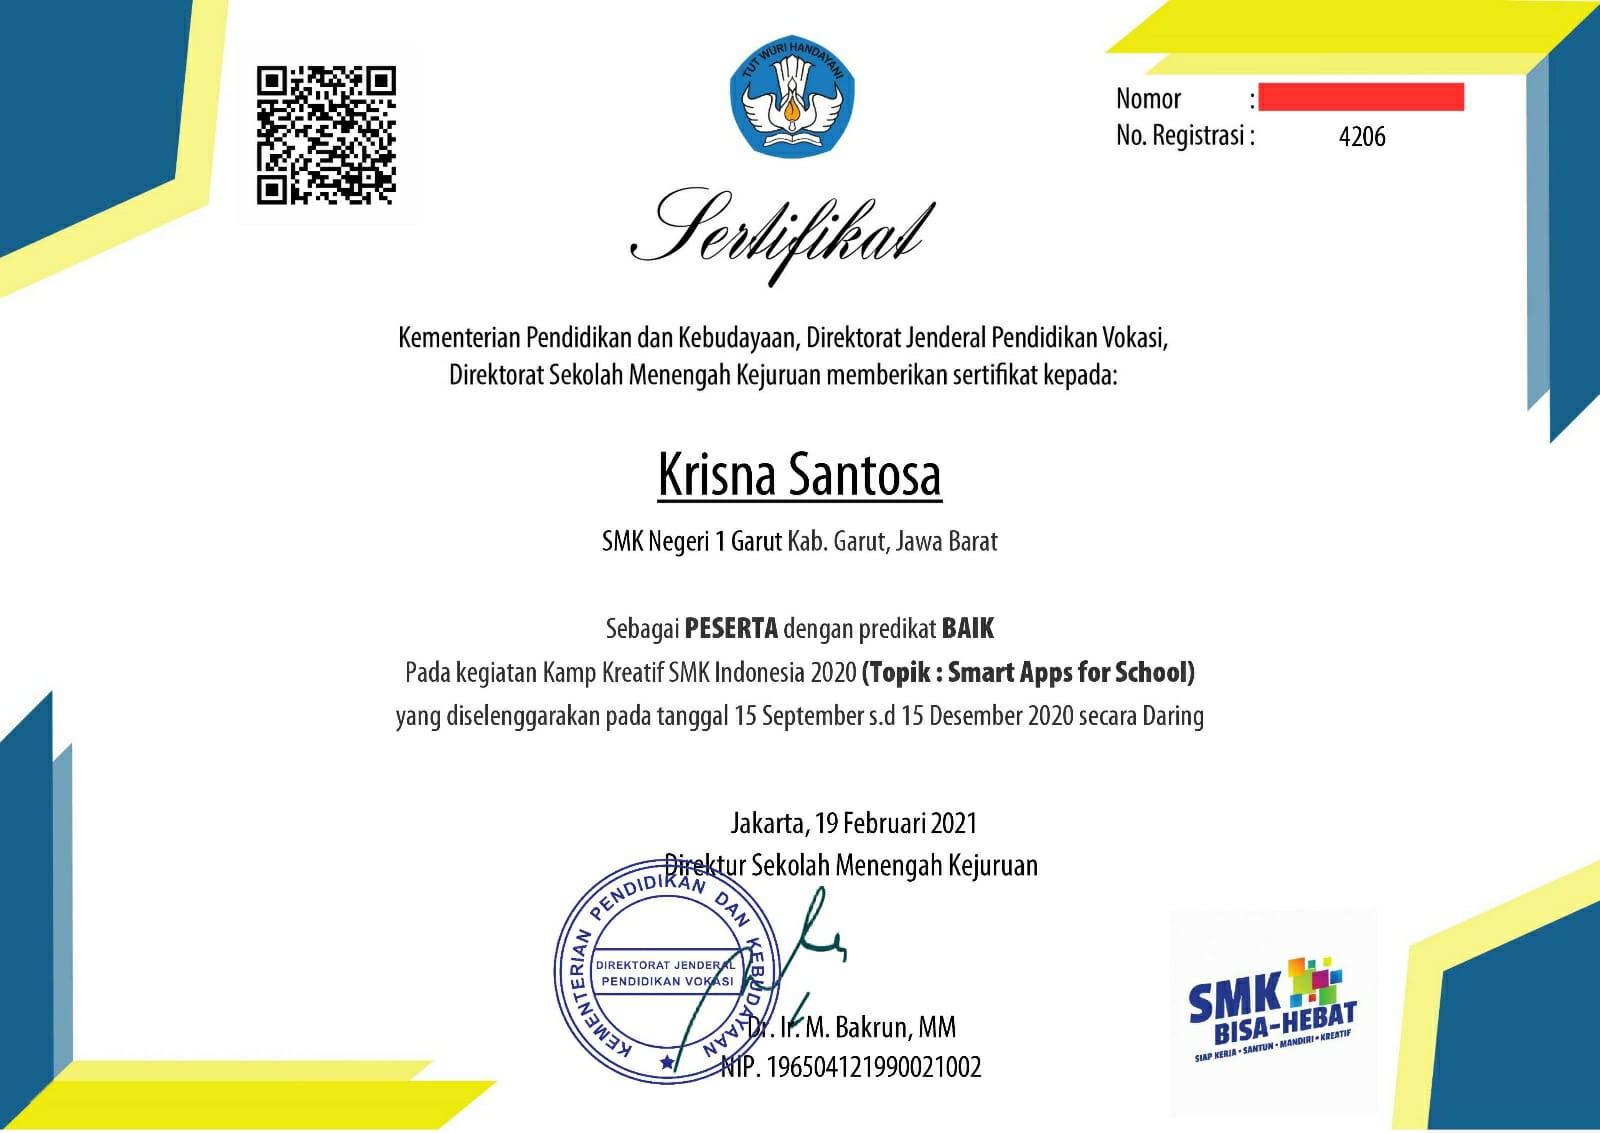 TUT WURI HANDAYANI
Nomor :
No. Registrasi : 4206
Sertifikat
Kementerian Pendidikan dan Kebudayaan, Direktorat Jenderal Pendidikan Vokasi,
Direktorat Sekolah Menengah Kejuruan memberikan sertifikat kepada:
Krisna Santosa
SMK Negeri 1 Garut Kab. Garut, Jawa Barat
Sebagai PESERTA dengan predikat BAIK
Pada kegiatan Kamp Kreatif SMK Indonesia 2020 (Topik : Smart Apps for School)
yang diselenggarakan pada tanggal 15 September s.d 15 Desember 2020 secara Daring
Jakarta, 19 Februari 2021
Direktur Sekolah Menengah Kejuruan
KEMENTERIAN PENDIDIKAN DAN KEBUDAYAAN
DIREKTORAT JENDERAL
PENDIDIKAN VOKASI
Dr. Ir. M. Bakrun, MM
NIP. 196504121990021002
SMK
BISA-HEBAT
SIAP KERJA • SANTUN • MANDIRI • KREATIF